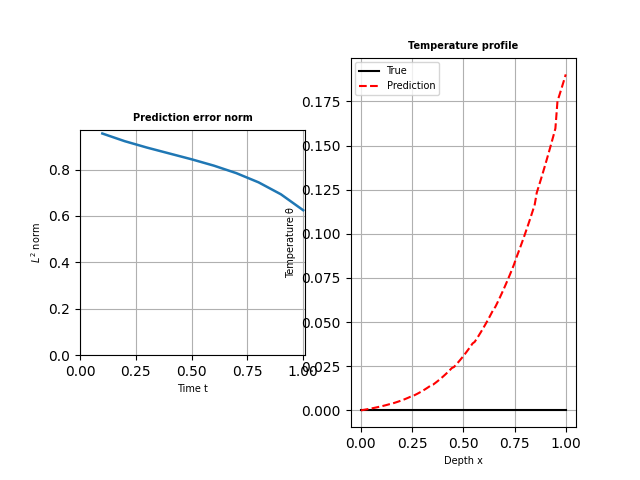 Prediction error norm
0.8
0.6
0.4
0.2
0.0
L² norm
0.00 0.25 0.50 0.75 1.00
Time t
Temperature profile
True
Prediction
0.175
0.150
0.125
0.100
0.075
0.050
0.025
0.000
Temperature θ
0.00 0.25 0.50 0.75 1.00
Depth x